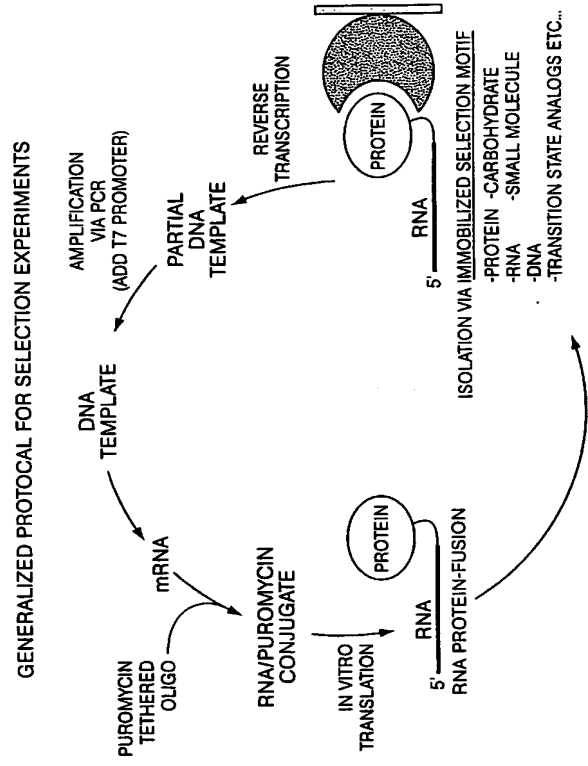 GENERALIZED PROTOCAL FOR SELECTION EXPERIMENTS
AMPLIFICATION
VIA PCR
(ADD T7 PROMOTER)
DNA
TEMPLATE
mRNA
PUROMYCIN
TETHERED
OLIGO
RNA/PUROMYCIN
CONJUGATE
IN VITRO
TRANSLATION
PROTEIN
RNA
5'
RNA PROTEIN-FUSION
PARTIAL
DNA
TEMPLATE
REVERSE
TRANSCRIPTION
PROTEIN
RNA
5'
ISOLATION VIA IMMOBILIZED SELECTION MOTIF
-PROTEIN -CARBOHYDRATE
-RNA -SMALL MOLECULE
-DNA
-TRANSITION STATE ANALOGS ETC...